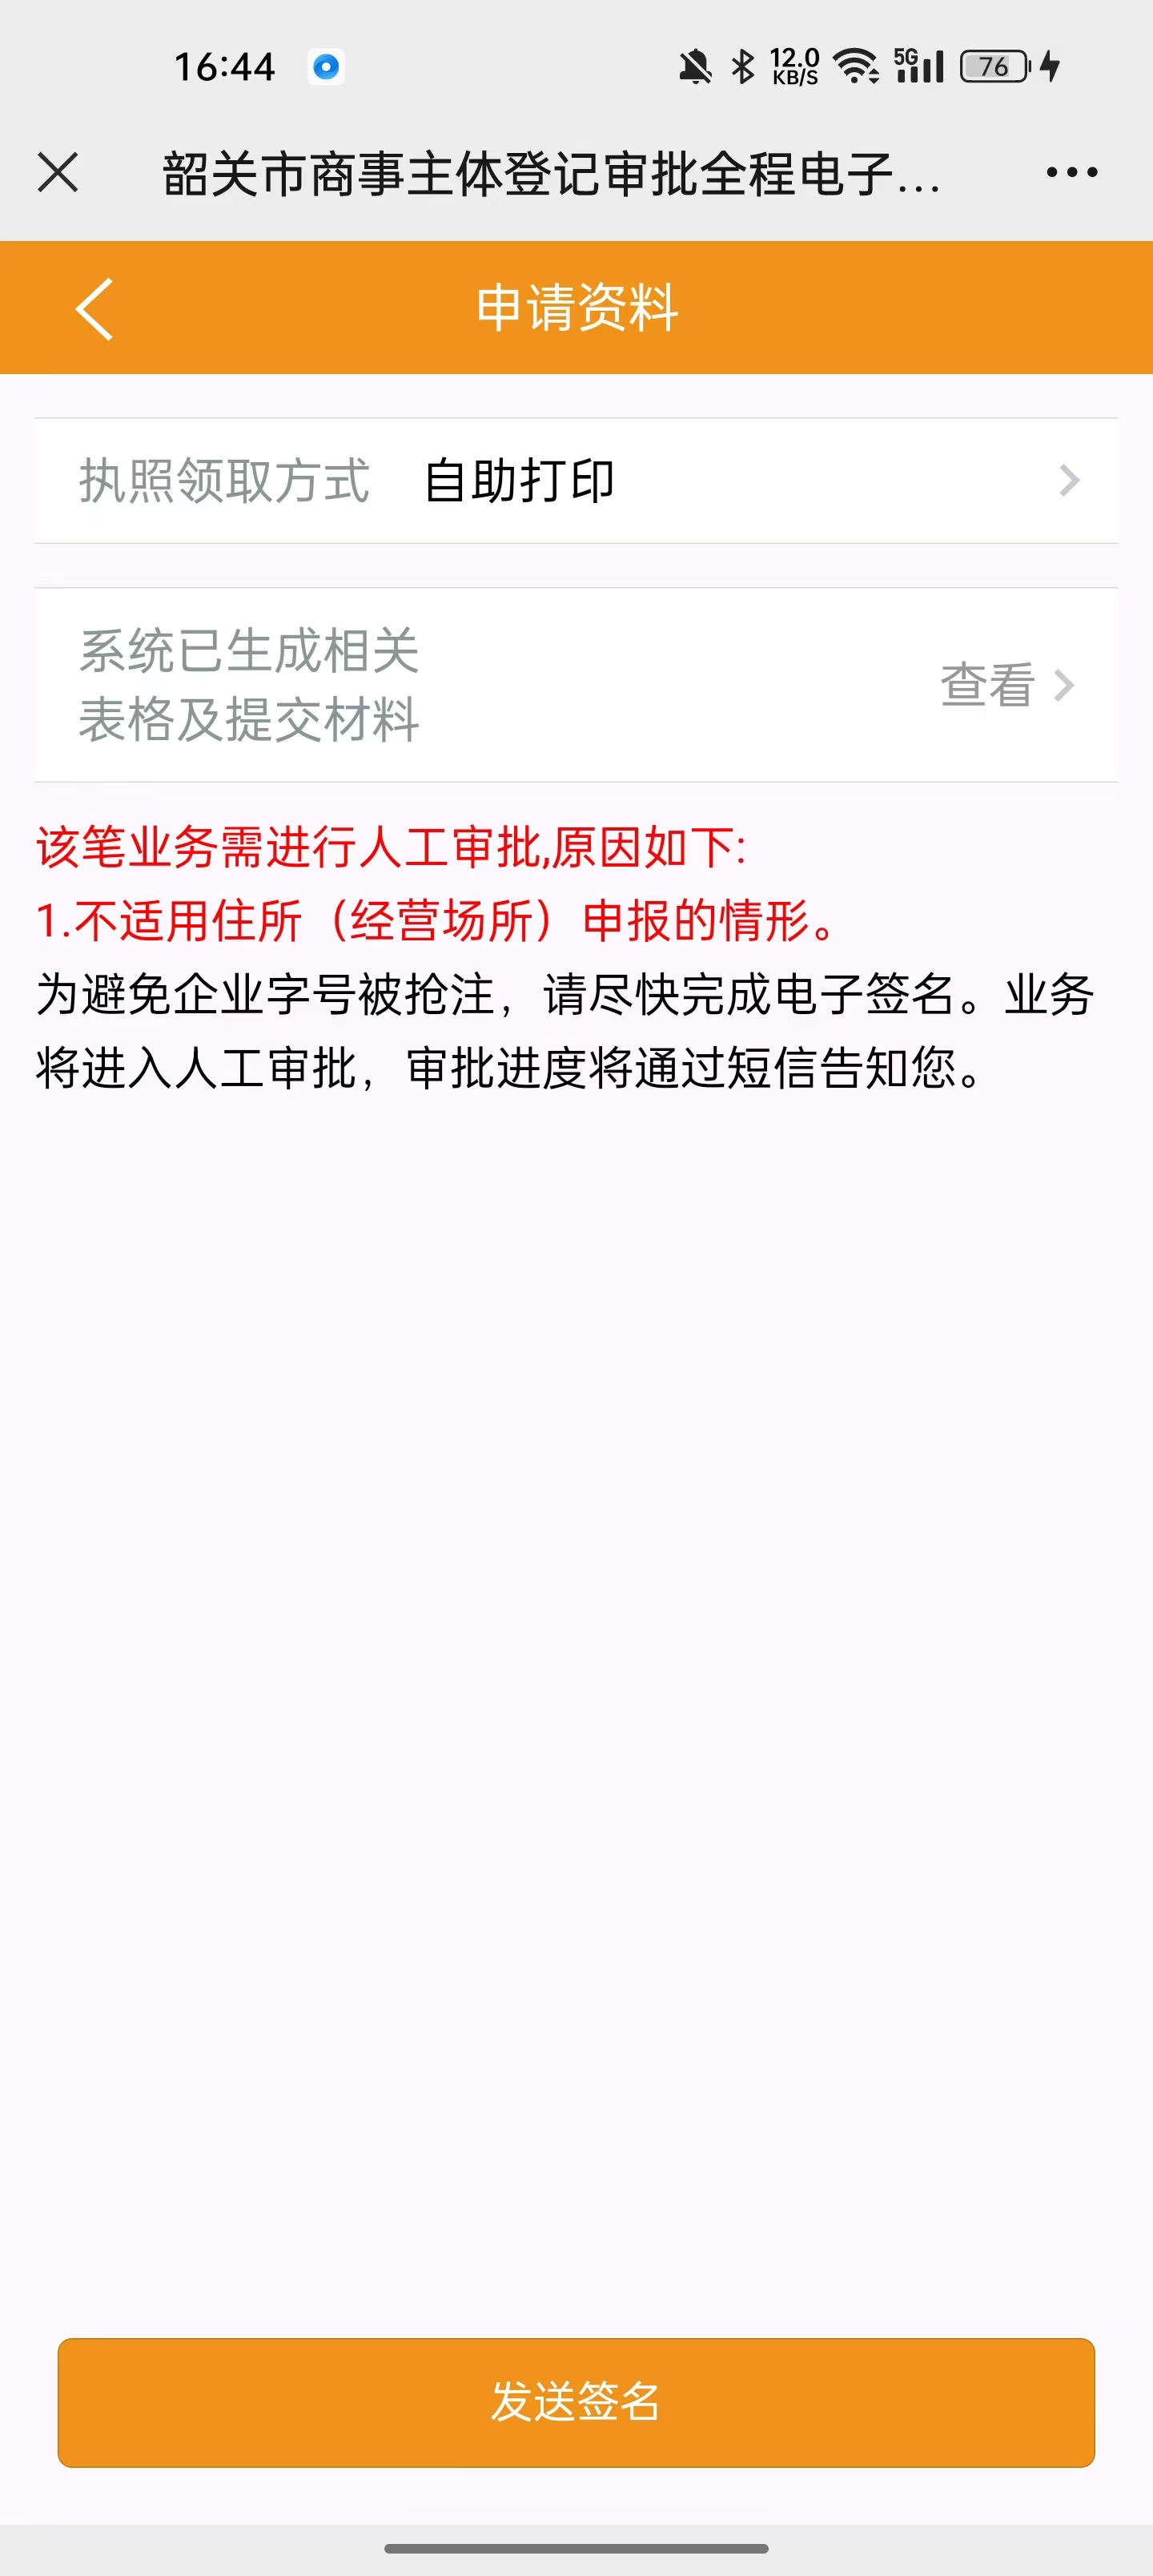 16:44
12.0
KB/S
5G
76
韶关市商事主体登记审批全程电子...
申请资料
执照领取方式 自助打印
系统已生成相关
表格及提交材料
查看
该笔业务需进行人工审批,原因如下:
1.不适用住所（经营场所）申报的情形。
为避免企业字号被抢注，请尽快完成电子签名。业务
将进入人工审批，审批进度将通过短信告知您。
发送签名